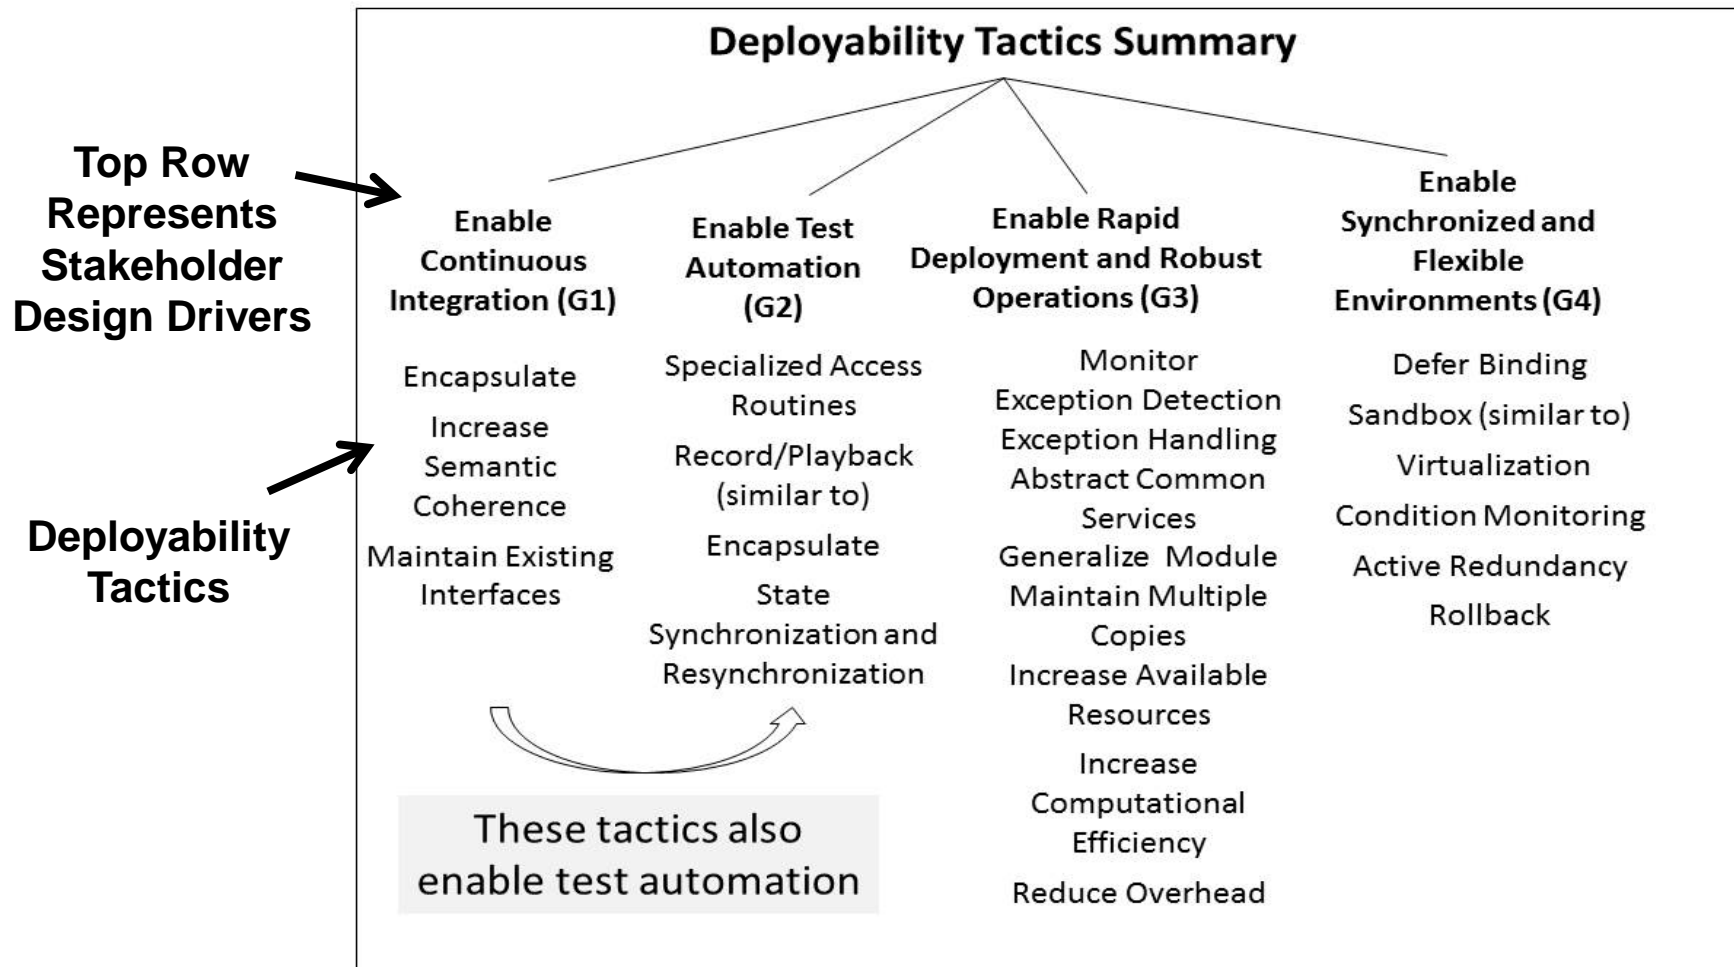 Deployability Tactics Summary
Top Row
Represents
Stakeholder
Design Drivers
Deployability
Tactics
Enable
Continuous
Integration (G1)
Encapsulate
Increase
Semantic
Coherence
Maintain Existing
Interfaces
Enable Test
Automation
(G2)
Specialized Access
Routines
Record/Playback
(similar to)
Encapsulate
State
Synchronization and
Resynchronization
Enable Rapid
Deployment and Robust
Operations (G3)
Monitor
Exception Detection
Exception Handling
Abstract Common
Services
Generalize Module
Maintain Multiple
Copies
Increase Available
Resources
Increase
Computational
Efficiency
Reduce Overhead
Enable
Synchronized and
Flexible
Environments (G4)
Defer Binding
Sandbox (similar to)
Virtualization
Condition Monitoring
Active Redundancy
Rollback
These tactics also
enable test automation